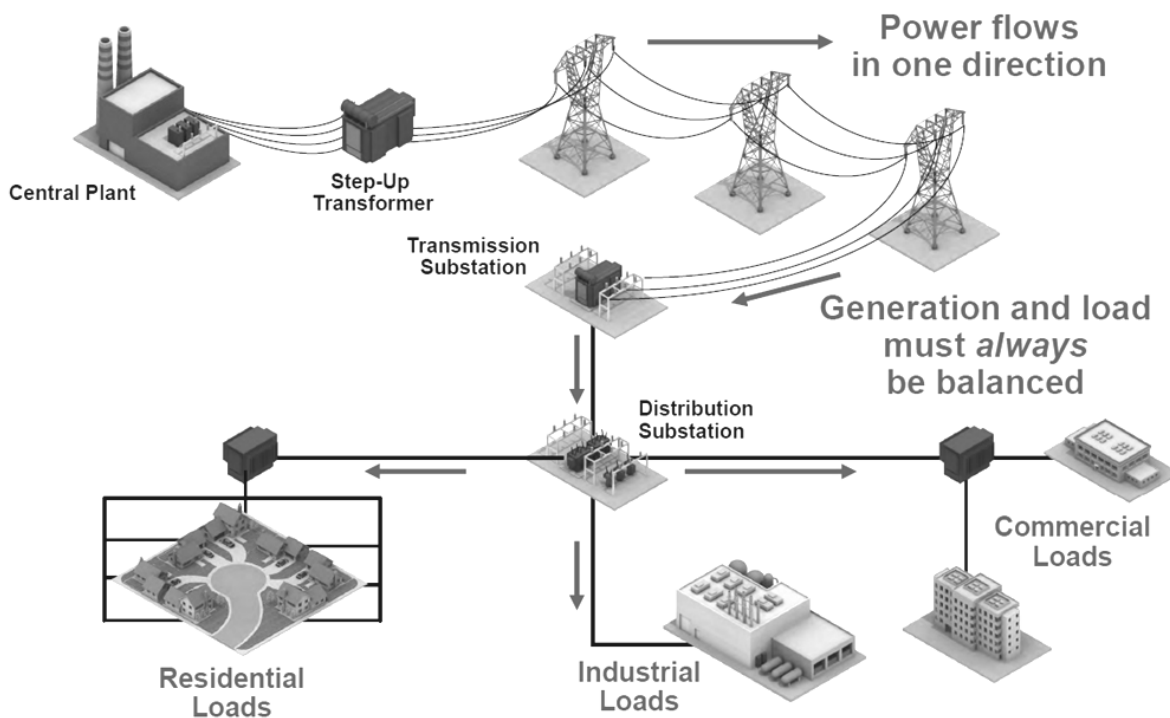 Power flows
in one direction
Central Plant
Step-Up
Transformer
Transmission
Substation
Generation and load
must always
be balanced
Distribution
Substation
Commercial
Loads
Residential
Loads
Industrial
Loads